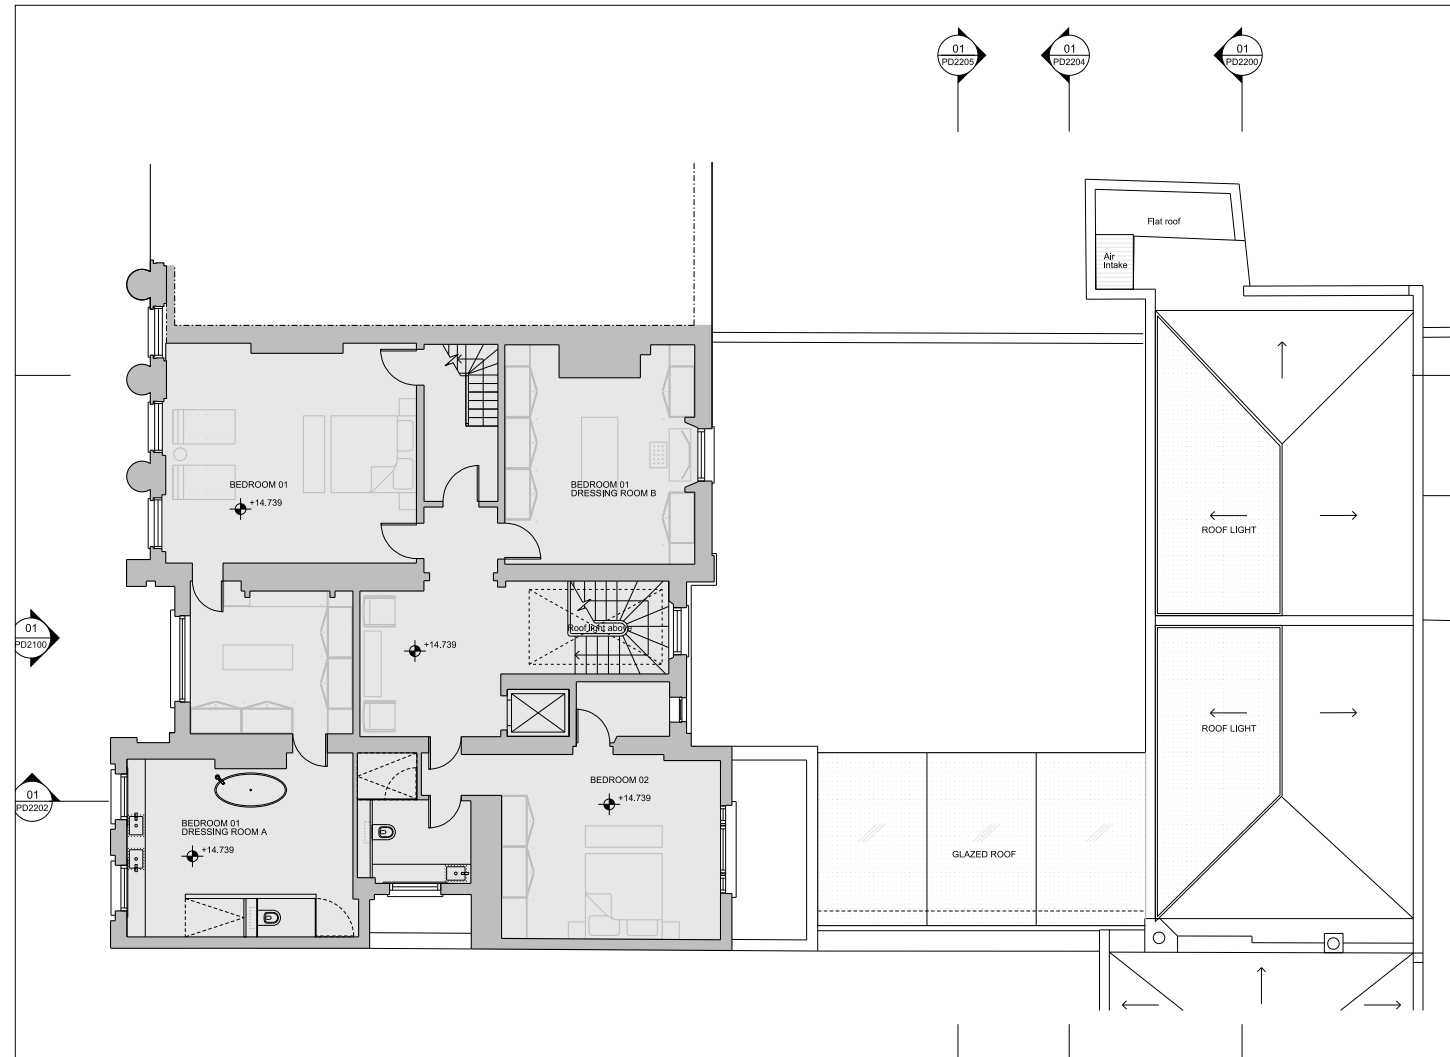 01
PD2205
01
PD2204
01
PD2200
Flat roof
Air
Intake
BEDROOM 01
+14.739
BEDROOM 01
DRESSING ROOM B
ROOF LIGHT
01
PD2100
Roof light above
+14.739
ROOF LIGHT
BEDROOM 02
+14.739
01
PD2202
BEDROOM 01
DRESSING ROOM A
+14.739
GLAZED ROOF